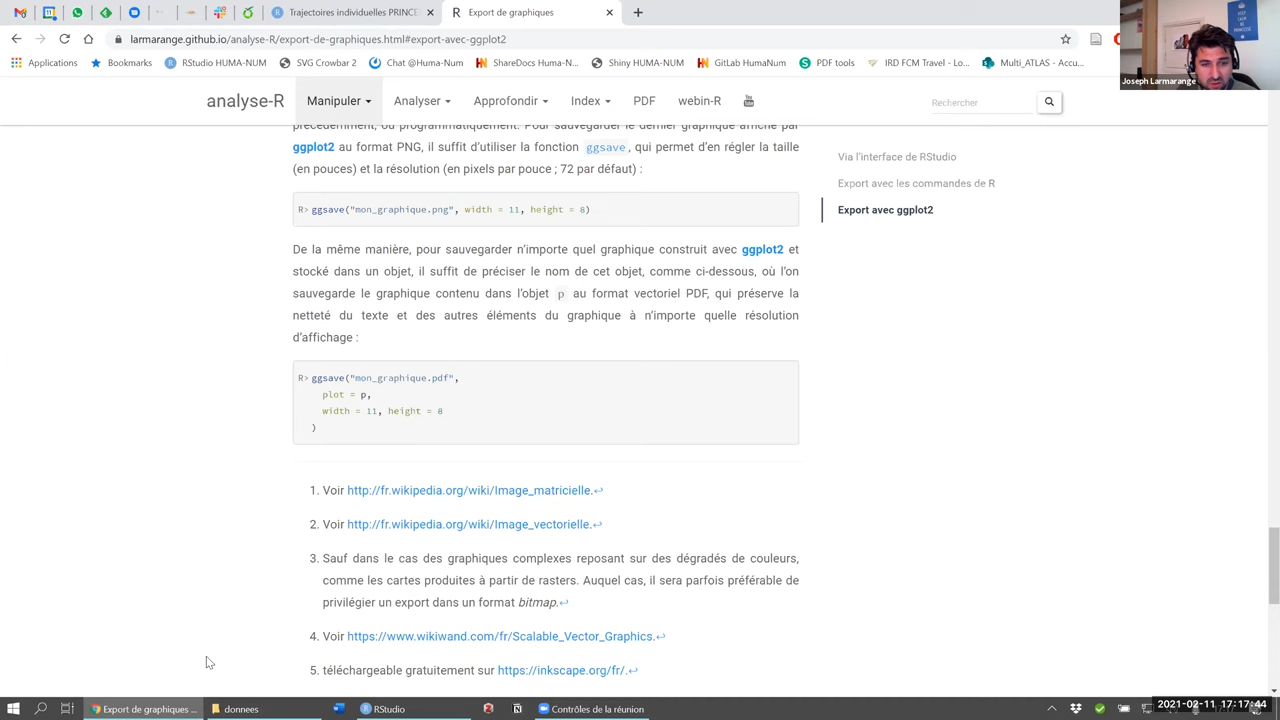 Trajectoires individuelles PRINCE
Export de graphiques
larmarange.github.io/analyse-R/export-de-graphiques.html#export-avec-ggplot2
Applications
Bookmarks
RStudio HUMA-NUM
SVG Crowbar 2
Chat @Huma-Num
ShareDocs Huma-N...
Shiny HUMA-NUM
GitLab HumaNum
PDF tools
IRD FCM Travel - Lo...
Multi_ATLAS - Accu...
KEEP CALM
Joseph Larmarange
analyse-R
Manipuler
Analyser
Approfondir
Index
PDF
webin-R
Rechercher
précédemment, ou programmatiquement. Pour sauvegarder le dernier graphique affiché par
ggplot2 au format PNG, il suffit d'utiliser la fonction ggsave, qui permet d'en régler la taille
(en pouces) et la résolution (en pixels par pouce ; 72 par défaut) :
R> ggsave("mon_graphique.png", width = 11, height = 8)
De la même manière, pour sauvegarder n'importe quel graphique construit avec ggplot2 et
stocké dans un objet, il suffit de préciser le nom de cet objet, comme ci-dessous, où l'on
sauvegarde le graphique contenu dans l'objet p au format vectoriel PDF, qui préserve la
netteté du texte et des autres éléments du graphique à n'importe quelle résolution
d'affichage :
R> ggsave("mon_graphique.pdf",
plot = p,
width = 11, height = 8
)
1. Voir http://fr.wikipedia.org/wiki/Image_matricielle.↩
2. Voir http://fr.wikipedia.org/wiki/Image_vectorielle.↩
3. Sauf dans le cas des graphiques complexes reposant sur des dégradés de couleurs,
comme les cartes produites à partir de rasters. Auquel cas, il sera parfois préférable de
privilégier un export dans un format bitmap.↩
4. Voir https://www.wikiwand.com/fr/Scalable_Vector_Graphics.↩
5. téléchargeable gratuitement sur https://inkscape.org/fr/.↩
Via l'interface de RStudio
Export avec les commandes de R
Export avec ggplot2
Export de graphiques ...
donnees
RStudio
Contrôles de la réunion
2021-02-11 17:17:44